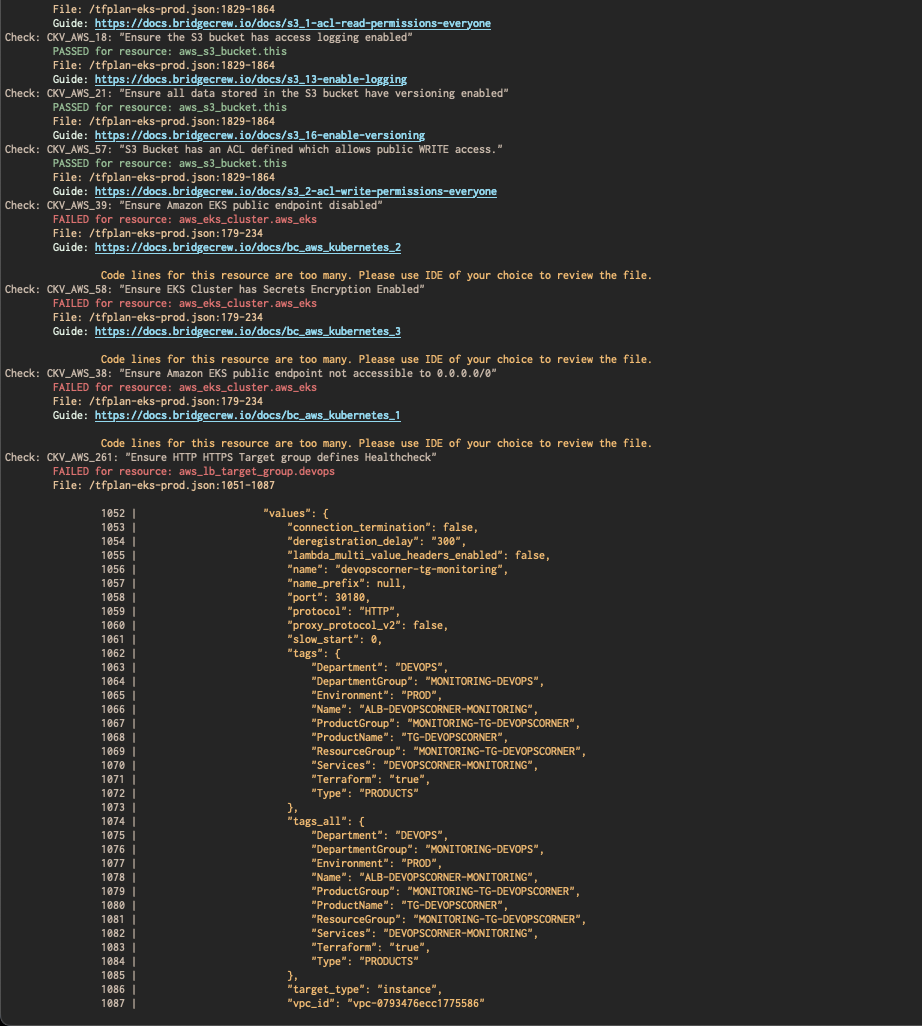 File: /tfplan-eks-prod.json:1829-1864
Guide: https://docs.bridgecrew.io/docs/s3_1-acl-read-permissions-everyone
Check: CKV_AWS_18: "Ensure the S3 bucket has access logging enabled"
PASSED for resource: aws_s3_bucket.this
File: /tfplan-eks-prod.json:1829-1864
Guide: https://docs.bridgecrew.io/docs/s3_13-enable-logging
Check: CKV_AWS_21: "Ensure all data stored in the S3 bucket have versioning enabled"
PASSED for resource: aws_s3_bucket.this
File: /tfplan-eks-prod.json:1829-1864
Guide: https://docs.bridgecrew.io/docs/s3_16-enable-versioning
Check: CKV_AWS_57: "S3 Bucket has an ACL defined which allows public WRITE access."
PASSED for resource: aws_s3_bucket.this
File: /tfplan-eks-prod.json:1829-1864
Guide: https://docs.bridgecrew.io/docs/s3_2-acl-write-permissions-everyone
Check: CKV_AWS_39: "Ensure Amazon EKS public endpoint disabled"
FAILED for resource: aws_eks_cluster.aws_eks
File: /tfplan-eks-prod.json:179-234
Guide: https://docs.bridgecrew.io/docs/bc_aws_kubernetes_2
Code lines for this resource are too many. Please use IDE of your choice to review the file.
Check: CKV_AWS_58: "Ensure EKS Cluster has Secrets Encryption Enabled"
FAILED for resource: aws_eks_cluster.aws_eks
File: /tfplan-eks-prod.json:179-234
Guide: https://docs.bridgecrew.io/docs/bc_aws_kubernetes_3
Code lines for this resource are too many. Please use IDE of your choice to review the file.
Check: CKV_AWS_38: "Ensure Amazon EKS public endpoint not accessible to 0.0.0.0/0"
FAILED for resource: aws_eks_cluster.aws_eks
File: /tfplan-eks-prod.json:179-234
Guide: https://docs.bridgecrew.io/docs/bc_aws_kubernetes_1
Code lines for this resource are too many. Please use IDE of your choice to review the file.
Check: CKV_AWS_261: "Ensure HTTP HTTPS Target group defines Healthcheck"
FAILED for resource: aws_lb_target_group.devops
File: /tfplan-eks-prod.json:1051-1087
1052 | "values": {
1053 | "connection_termination": false,
1054 | "deregistration_delay": "300",
1055 | "lambda_multi_value_headers_enabled": false,
1056 | "name": "devopscorner-tg-monitoring",
1057 | "name_prefix": null,
1058 | "port": 30180,
1059 | "protocol": "HTTP",
1060 | "proxy_protocol_v2": false,
1061 | "slow_start": 0,
1062 | "tags": {
1063 | "Department": "DEVOPS",
1064 | "DepartmentGroup": "MONITORING-DEVOPS",
1065 | "Environment": "PROD",
1066 | "Name": "ALB-DEVOPSCORNER-MONITORING",
1067 | "ProductGroup": "MONITORING-TG-DEVOPSCORNER",
1068 | "ProductName": "TG-DEVOPSCORNER",
1069 | "ResourceGroup": "MONITORING-TG-DEVOPSCORNER",
1070 | "Services": "DEVOPSCORNER-MONITORING",
1071 | "Terraform": "true",
1072 | "Type": "PRODUCTS"
1073 | },
1074 | "tags_all": {
1075 | "Department": "DEVOPS",
1076 | "DepartmentGroup": "MONITORING-DEVOPS",
1077 | "Environment": "PROD",
1078 | "Name": "ALB-DEVOPSCORNER-MONITORING",
1079 | "ProductGroup": "MONITORING-TG-DEVOPSCORNER",
1080 | "ProductName": "TG-DEVOPSCORNER",
1081 | "ResourceGroup": "MONITORING-TG-DEVOPSCORNER",
1082 | "Services": "DEVOPSCORNER-MONITORING",
1083 | "Terraform": "true",
1084 | "Type": "PRODUCTS"
1085 | },
1086 | "target_type": "instance",
1087 | "vpc_id": "vpc-0793476ecc1775586"